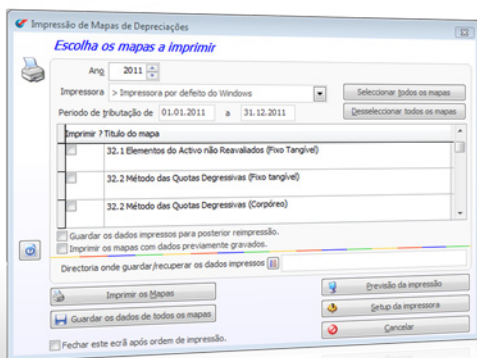 Impressão de Mapas de Depreciações
Escolha os mapas a imprimir
Ano 2011
Impressora > Impressora por defeito do Windows
Seleccionar todos os mapas
Periodo de tributação de 01.01.2011 a 31.12.2011
Desseleccionar todos os mapas
Imprimir ? Titulo do mapa
32.1 Elementos do Activo não Reavaliados (Fixo Tangível)
32.2 Método das Quotas Degressivas (Fixo tangível)
32.2 Método das Quotas Degressivas (Corpóreo)
Guardar os dados impressos para posterior reimpressão.
Imprimir os mapas com dados previamente gravados.
Directoria onde guardar/recuperar os dados impressos
Imprimir os Mapas
Previsão da impressão
Guardar os dados de todos os mapas
Setup da impressora
Fechar este ecrã após ordem de impressão.
Cancelar